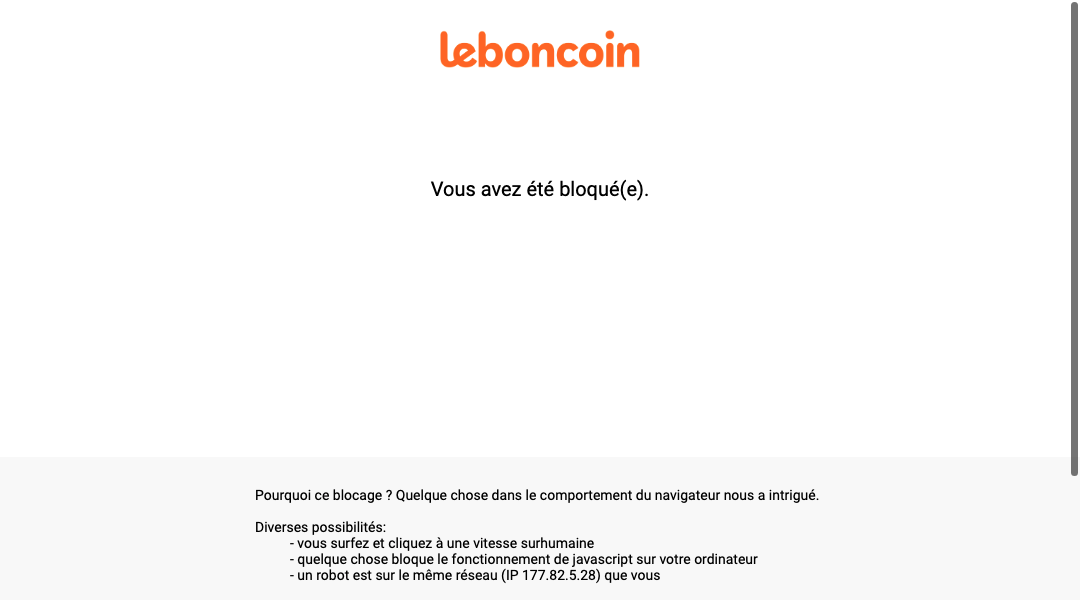 leboncoin
Vous avez été bloqué(e).
Pourquoi ce blocage ? Quelque chose dans le comportement du navigateur nous a intrigué.
Diverses possibilités:
- vous surfez et cliquez à une vitesse surhumaine
- quelque chose bloque le fonctionnement de javascript sur votre ordinateur
- un robot est sur le même réseau (IP 177.82.5.28) que vous